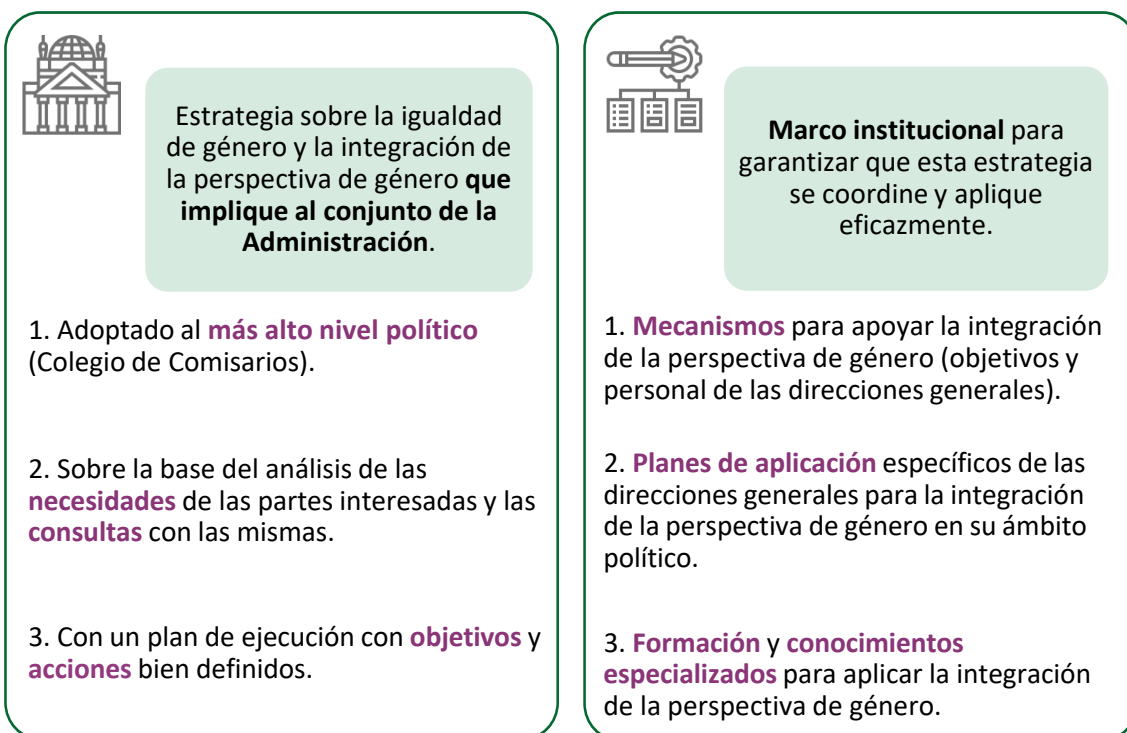 Estrategia sobre la igualdad
de género y la integración de
la perspectiva de género que
implique al conjunto de la
Administración.
1. Adoptado al más alto nivel político
(Colegio de Comisarios).
2. Sobre la base del análisis de las
necesidades de las partes interesadas y las
consultas con las mismas.
3. Con un plan de ejecución con objetivos y
acciones bien definidos.
Marco institucional para
garantizar que esta estrategia
se coordine y aplique
eficazmente.
1. Mecanismos para apoyar la integración
de la perspectiva de género (objetivos y
personal de las direcciones generales).
2. Planes de aplicación específicos de las
direcciones generales para la integración
de la perspectiva de género en su ámbito
político.
3. Formación y conocimientos
especializados para aplicar la integración
de la perspectiva de género.